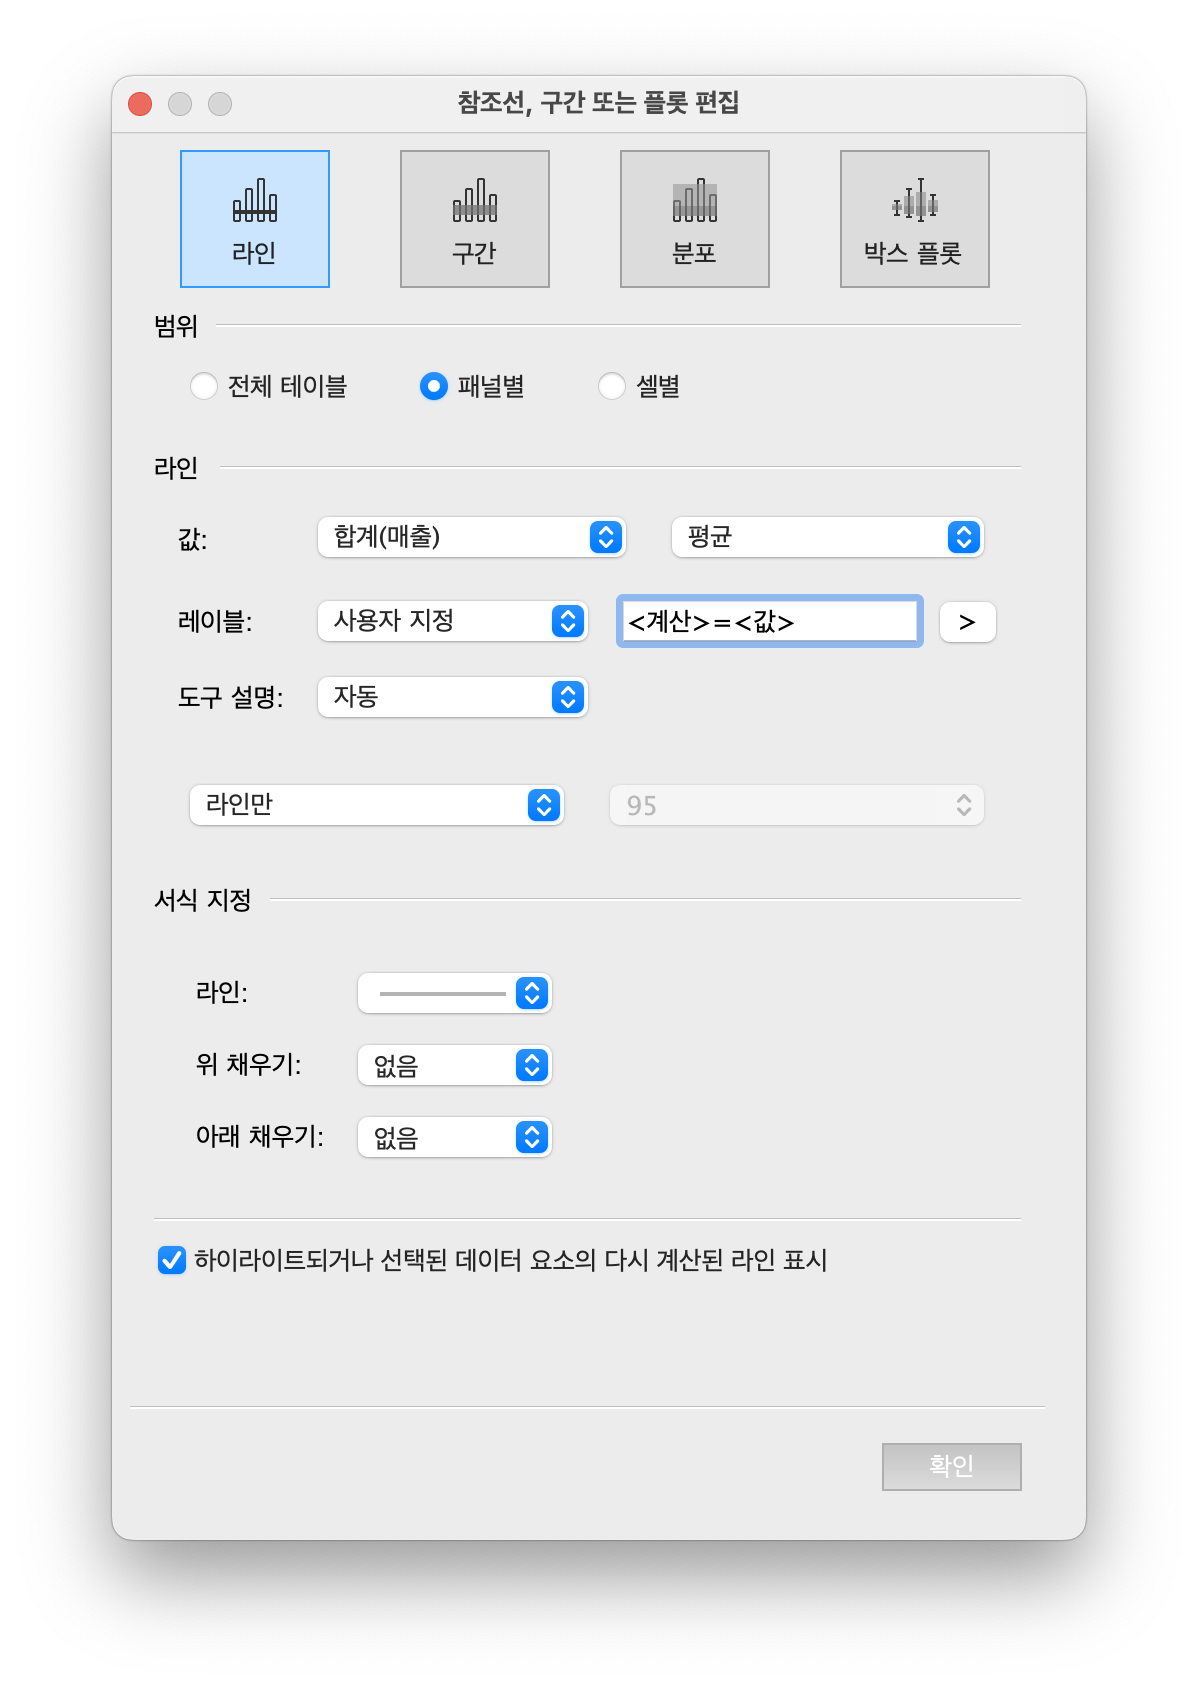 참조선, 구간 또는 플롯 편집
라인 구간 분포 박스 플롯
범위
전체 테이블 패널별 셀별
라인
값: 합계(매출) 평균
레이블: 사용자 지정 <계산>=<값> >
도구 설명: 자동
라인만 95
서식 지정
라인:
위 채우기: 없음
아래 채우기: 없음
하이라이트되거나 선택된 데이터 요소의 다시 계산된 라인 표시
확인